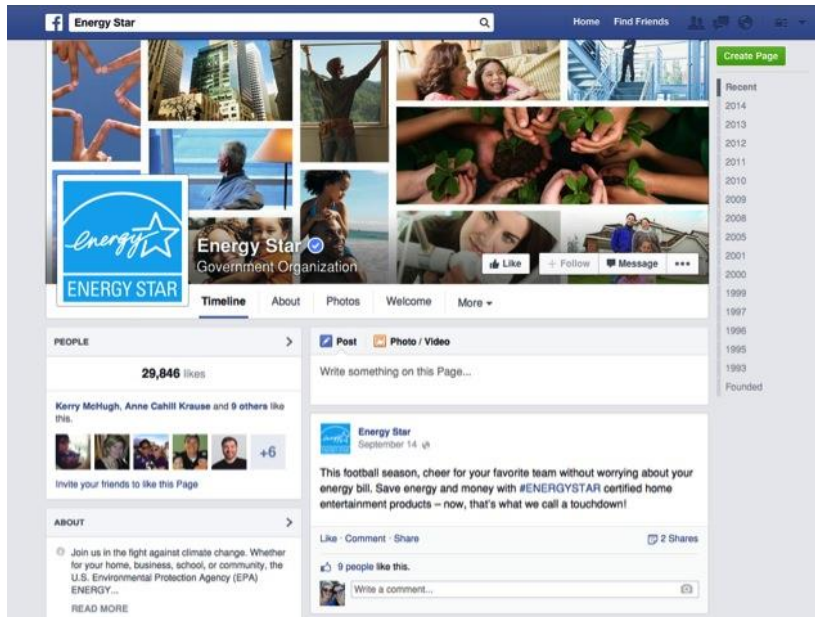 Energy Star
Home Find Friends
Create Page
Recent
2014
2013
2012
2011
2010
2009
2008
2005
2001
2000
1999
1997
1996
1995
1993
Founded
energy
ENERGY STAR
Energy Star
Government Organization
Like + Follow Message
Timeline About Photos Welcome More
PEOPLE
29,846 likes
Kerry McHugh, Anne Cahill Krause and 9 others like
this.
+6
Invite your friends to like this Page
ABOUT
Join us in the fight against climate change. Whether
for your home, business, school, or community, the
U.S. Environmental Protection Agency (EPA)
ENERGY...
READ MORE
Post Photo / Video
Write something on this Page...
Energy Star
September 14
This football season, cheer for your favorite team without worrying about your
energy bill. Save energy and money with #ENERGYSTAR certified home
entertainment products – now, that's what we call a touchdown!
Like · Comment · Share 2 Shares
9 people like this.
Write a comment...